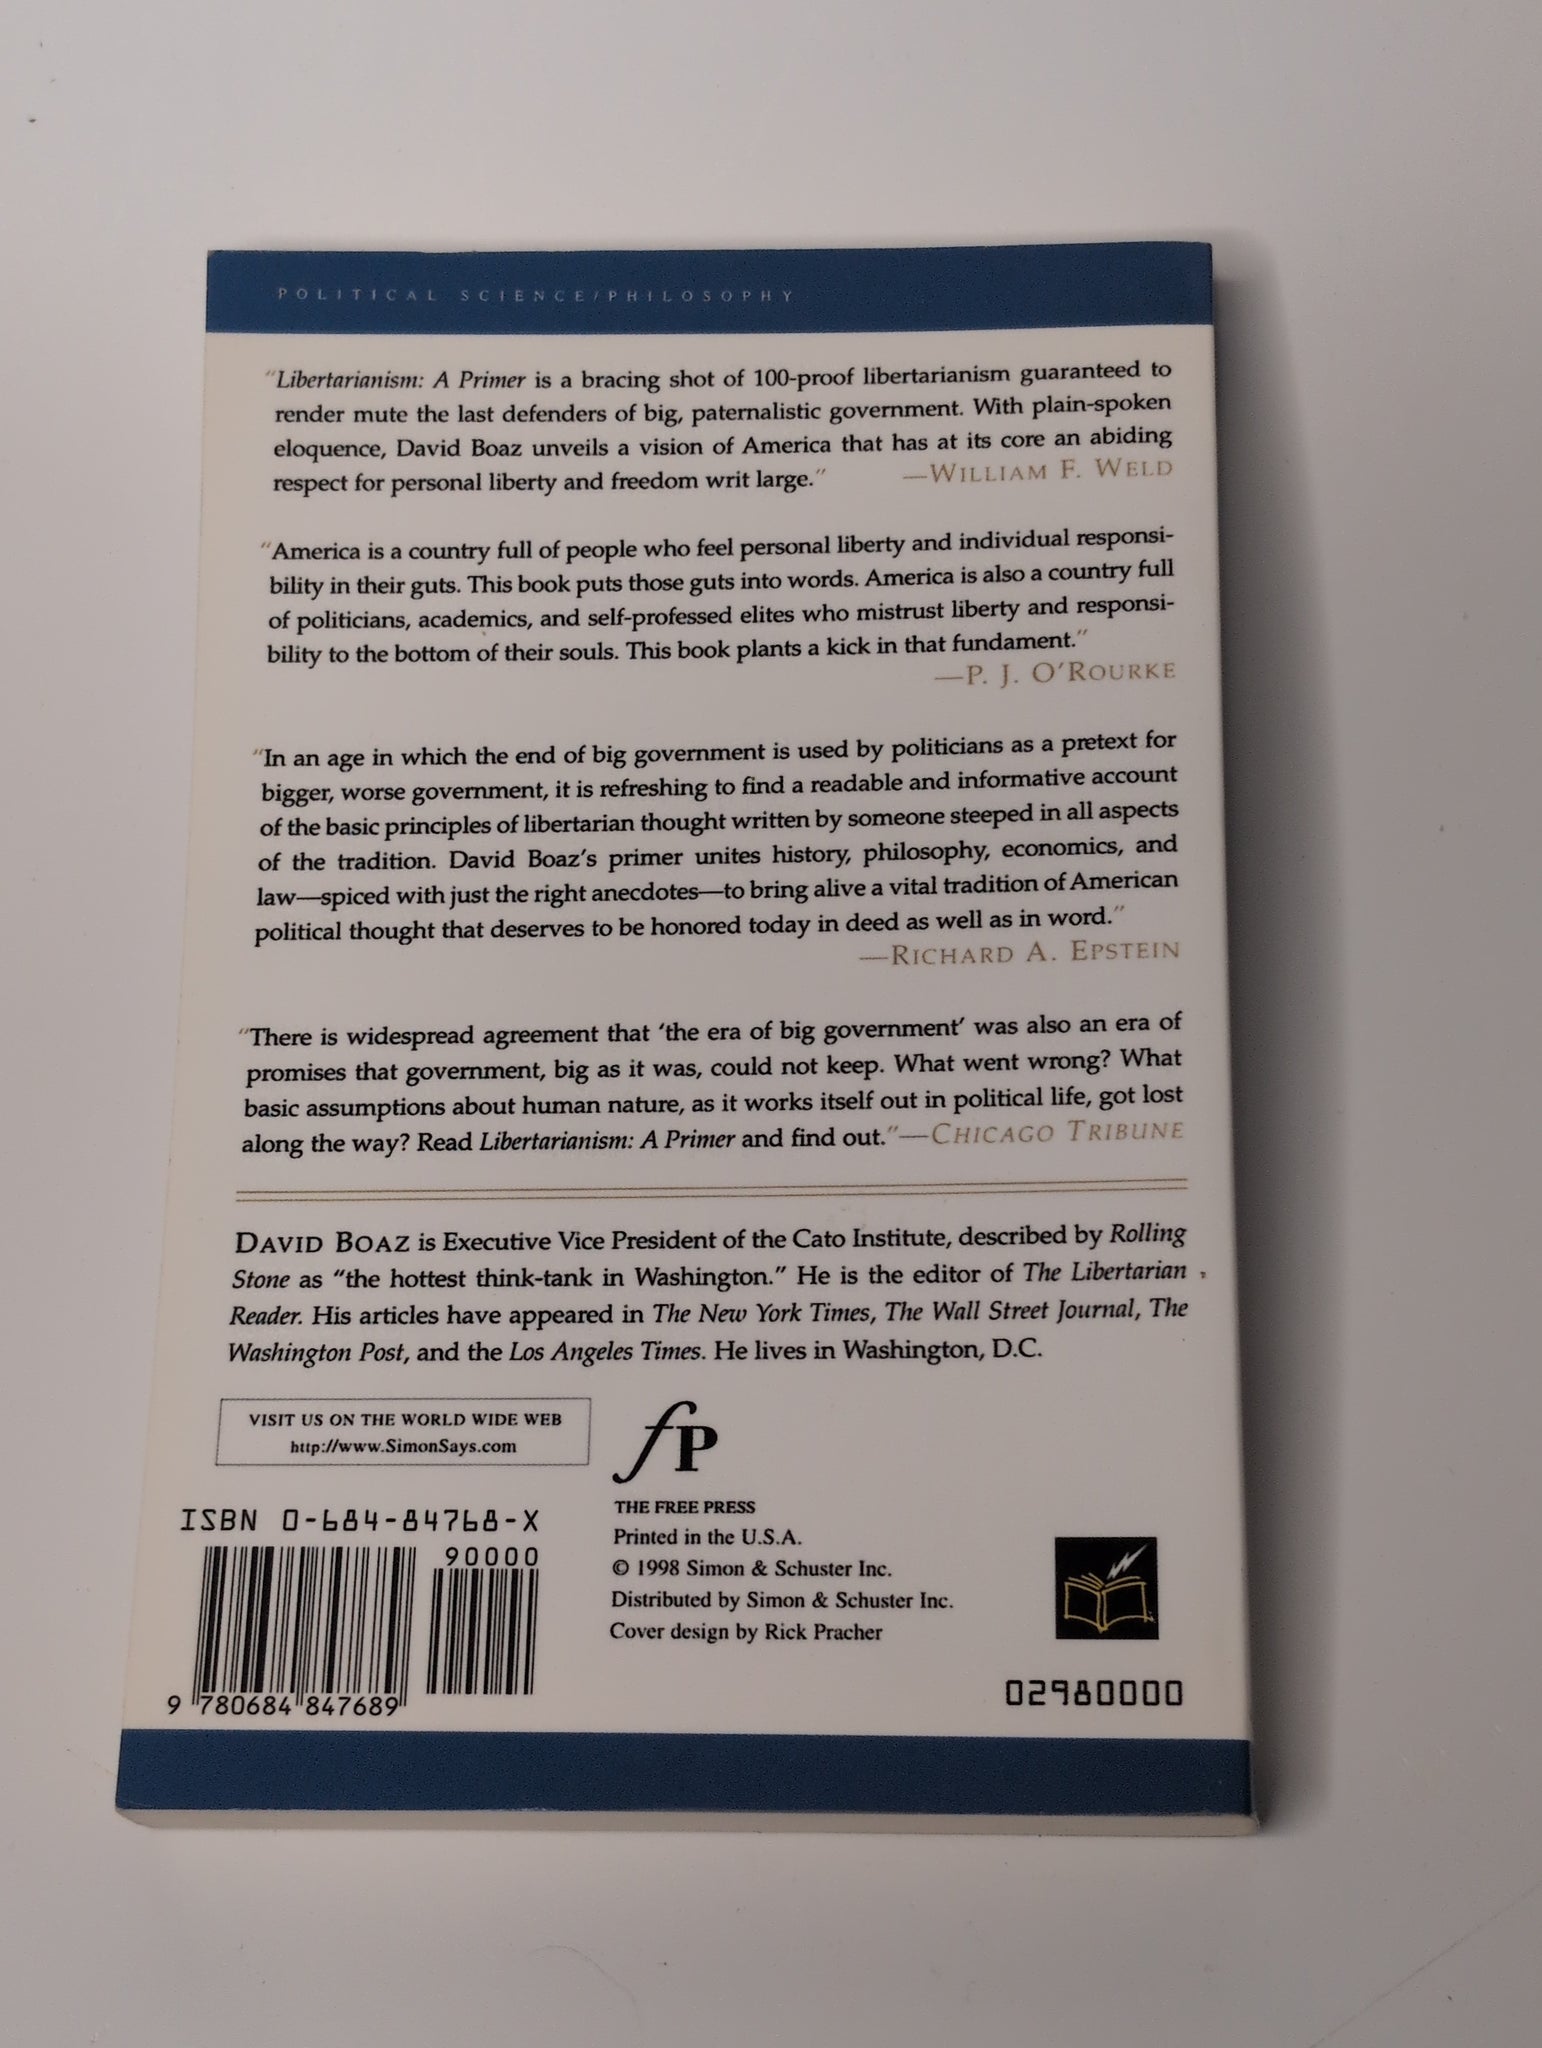 POLITICAL SCIENCE/PHILOSOPHY
"Libertarianism: A Primer is a bracing shot of 100-proof libertarianism guaranteed to
render mute the last defenders of big, paternalistic government. With plain-spoken
eloquence, David Boaz unveils a vision of America that has at its core an abiding
respect for personal liberty and freedom writ large." —WILLIAM F. WELD
"America is a country full of people who feel personal liberty and individual responsi-
bility in their guts. This book puts those guts into words. America is also a country full
of politicians, academics, and self-professed elites who mistrust liberty and responsi-
bility to the bottom of their souls. This book plants a kick in that fundament."
—P. J. O'ROURKE
"In an age in which the end of big government is used by politicians as a pretext for
bigger, worse government, it is refreshing to find a readable and informative account
of the basic principles of libertarian thought written by someone steeped in all aspects
of the tradition. David Boaz's primer unites history, philosophy, economics, and
law—spiced with just the right anecdotes—to bring alive a vital tradition of American
political thought that deserves to be honored today in deed as well as in word."
—RICHARD A. EPSTEIN
"There is widespread agreement that 'the era of big government' was also an era of
promises that government, big as it was, could not keep. What went wrong? What
basic assumptions about human nature, as it works itself out in political life, got lost
along the way? Read Libertarianism: A Primer and find out."—CHICAGO TRIBUNE
DAVID BOAZ is Executive Vice President of the Cato Institute, described by Rolling
Stone as "the hottest think-tank in Washington." He is the editor of The Libertarian
Reader. His articles have appeared in The New York Times, The Wall Street Journal, The
Washington Post, and the Los Angeles Times. He lives in Washington, D.C.
VISIT US ON THE WORLD WIDE WEB
http://www.SimonSays.com
fP
THE FREE PRESS
Printed in the U.S.A.
© 1998 Simon & Schuster Inc.
Distributed by Simon & Schuster Inc.
Cover design by Rick Pracher
ISBN 0-684-84768-X
90000
9 780684 847689
02980000